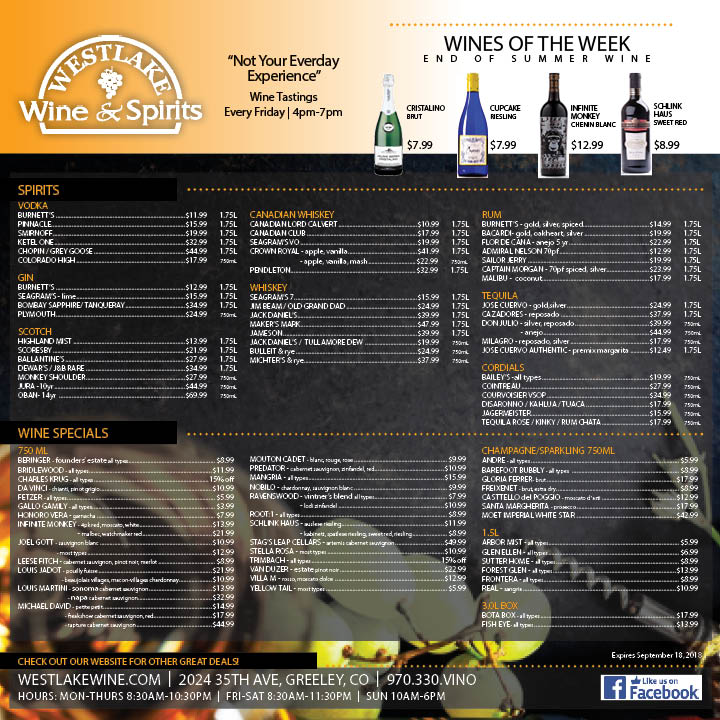 WESTLAKE
Wine & Spirits
"Not Your Everday
Experience"
Wine Tastings
Every Friday | 4pm-7pm
WINES OF THE WEEK
END OF SUMMER WINE
CRISTALINO
BRUT
$7.99
CUPCAKE
RIESLING
$7.99
INFINITE
MONKEY
CHENIN BLANC
$12.99
SCHLINK
HAUS
SWEET RED
$8.99
SPIRITS
VODKA
BURNETT'S $11.99 1.75L
PINNACLE $15.99 1.75L
SMIRNOFF $19.99 1.75L
KETEL ONE $32.99 1.75L
CHOPIN / GREY GOOSE $44.99 1.75L
COLORADO HIGH $17.99 750mL
GIN
BURNETT'S $12.99 1.75L
SEAGRAM'S - lime $15.99 1.75L
BOMBAY SAPPHIRE/ TANQUERAY $34.99 1.75L
PLYMOUTH $24.99 750mL
SCOTCH
HIGHLAND MIST $13.99 1.75L
SCORESBY $21.99 1.75L
BALLANTINE'S $27.99 1.75L
DEWAR'S / J&B RARE $34.99 1.75L
MONKEY SHOULDER $27.99 750mL
JURA - 10yr $44.99 750mL
OBAN- 14yr $69.99 750mL
CANADIAN WHISKEY
CANADIAN LORD CALVERT $10.99 1.75L
CANADIAN CLUB $17.99 1.75L
SEAGRAM'S VO $19.99 1.75L
CROWN ROYAL - apple, vanilla $41.99 1.75L
- apple, vanilla, mash $22.99 750mL
PENDLETON $32.99 1.75L
WHISKEY
SEAGRAM'S 7 $15.99 1.75L
JIM BEAM / OLD GRAND DAD $24.99 1.75L
JACK DANIEL'S $39.99 1.75L
MAKER'S MARK $47.99 1.75L
JAMESON $39.99 1.75L
JACK DANIEL'S / TULLAMORE DEW $19.99 750mL
BULLEIT & rye $24.99 750mL
MICHTER'S & rye $37.99 750mL
RUM
BURNETT'S - gold, silver, spiced $14.99 1.75L
BACARDI- gold, oakheart, silver $19.99 1.75L
FLOR DE CANA - anejo 5 yr $22.99 1.75L
ADMIRAL NELSON 70pf $12.99 1.75L
SAILOR JERRY $19.99 1.75L
CAPTAIN MORGAN - 70pf spiced, silver $23.99 1.75L
MALIBU - coconut $17.99 1.75L
TEQUILA
JOSE CUERVO - gold,silver $24.99 1.75L
CAZADORES - reposado $37.99 1.75L
DON JULIO - silver, reposado $39.99 750mL
- anejo $44.99 750mL
MILAGRO - reposado, silver $17.99 750mL
JOSE CUERVO AUTHENTIC - premix margarita $12.49 1.75L
CORDIALS
BAILEY'S -all types $19.99 750mL
COINTREAU $27.99 750mL
COURVOISIER VSOP $34.99 750mL
DISARONNO / KAHLUA / TUACA $17.99 750mL
JAGERMEISTER $15.99 750mL
TEQUILA ROSE / KINKY / RUM CHATA $17.99 750mL
WINE SPECIALS
750 ML
BERINGER - founders' estate all types $8.99
BRIDLEWOOD - all types $11.99
CHARLES KRUG - all types 15% off
DA VINCI - chianti, pinot grigio $10.99
FETZER - all types $5.99
GALLO GAMILY - all types $3.99
HONORO VERA - garnacha $7.99
INFINITE MONKEY - apkired, moscato, white $13.99
- malbec, watchmaker red $21.99
JOEL GOTT - sauvignon blanc $10.99
- most types $12.99
LEESE FITCH - cabernet sauvignon, pinot noir, merlot $8.99
LOUIS JADOT - pouilly fuisse $21.99
- beaujolais villages, macon-villages chardonnay $10.99
LOUIS MARTINI - sonoma cabernet sauvignon $13.99
- napa cabernet sauvignon $22.99
MICHAEL DAVID - petite petit $14.99
- freakshow cabernet sauvignon, red $17.99
- rapture cabernet sauvignon $44.99
MOUTON CADET - blanc, rouge, rose $9.99
PREDATOR - cabernet sauvignon, zinfandel, red $10.99
MANGRIA - all types $15.99
NOBILO - chardonnay, sauvignon blanc $9.99
RAVENSWOOD - vintner's blend all types $7.99
- lodi zinfandel $10.99
ROOT:1 - all types $8.99
SCHLINK HAUS - auslese riesling $11.99
- kabinett, spatlese riesling, sweet red, riesling $8.99
STAG'S LEAP CELLARS - artemis cabernet sauvignon $49.99
STELLA ROSA - most types $10.99
TRIMBACH - all types 15% off
VAN DUZER - estate pinot noir $22.99
VILLA M - rosso, moscato dolce $12.99
YELLOW TAIL - most types $5.99
CHAMPAGNE/SPARKLING 750ML
ANDRE - all types $5.99
BAREFOOT BUBBLY - all types $8.99
GLORIA FERRER- brut $17.99
FREIXENET - brut, extra dry $8.99
CASTTELLO del POGGIO - moscato d'asti $12.99
SANTA MARGHERITA - prosecco $17.99
MOET IMPERIAL WHITE STAR $42.99
1.5L
ARBOR MIST - all types $5.99
GLEN ELLEN - all types $6.99
SUTTER HOME - all types $8.99
FOREST GLEN - all types $13.99
FRONTERA - all types $8.99
REAL - sangria $10.99
3.0L BOX
BOTA BOX - all types $17.99
FISH EYE- all types $13.99
Expires September 18, 2018
CHECK OUT OUR WEBSITE FOR OTHER GREAT DEALS!
WESTLAKEWINE.COM | 2024 35TH AVE, GREELEY, CO | 970.330.VINO
HOURS: MON-THURS 8:30AM-10:30PM | FRI-SAT 8:30AM-11:30PM | SUN 10AM-6PM
Like us on
Facebook